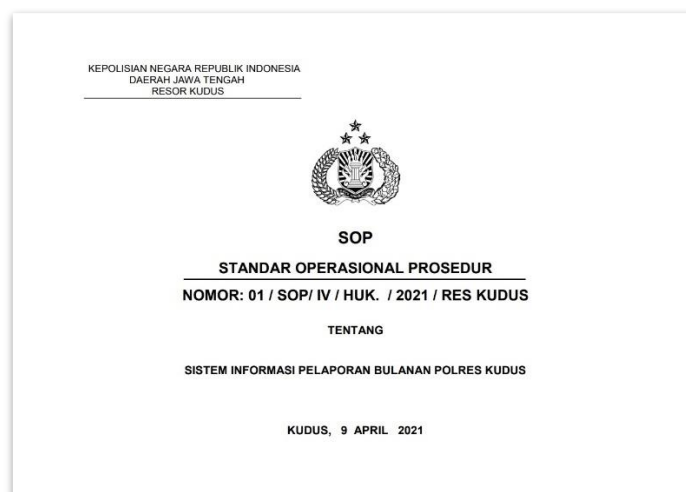 KEPOLISIAN NEGARA REPUBLIK INDONESIA
DAERAH JAWA TENGAH
RESOR KUDUS
SOP
STANDAR OPERASIONAL PROSEDUR
NOMOR: 01 / SOP/ IV / HUK. / 2021 / RES KUDUS
TENTANG
SISTEM INFORMASI PELAPORAN BULANAN POLRES KUDUS
KUDUS, 9 APRIL 2021